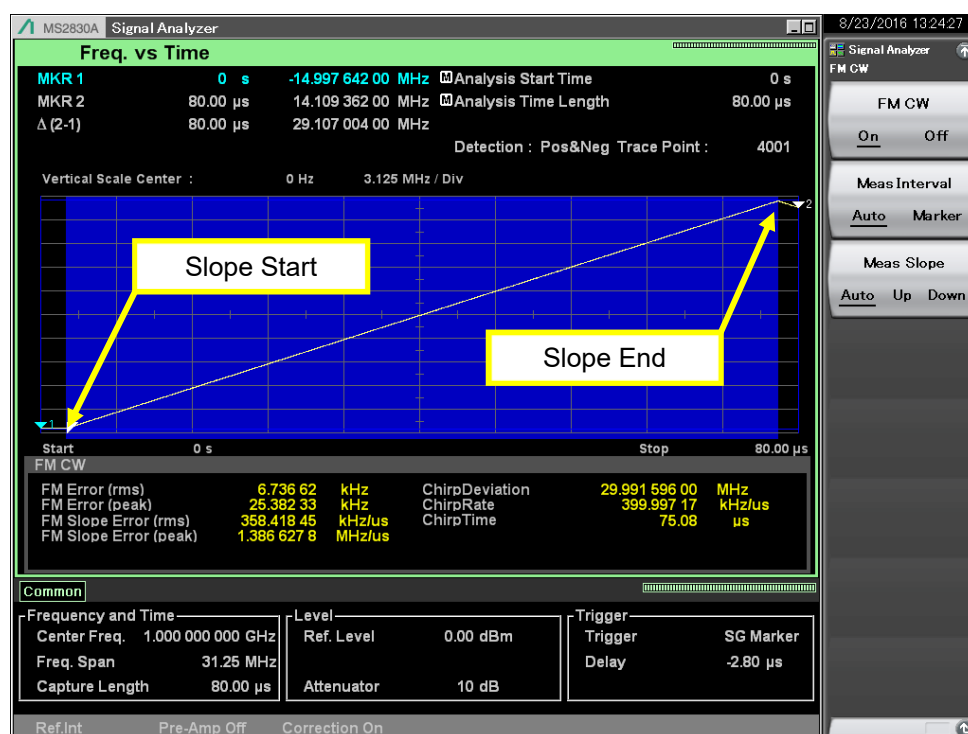 MS2830A Signal Analyzer
8/23/2016 13:24:27
Freq. vs Time
MKR 1 0 s -14.997 642 00 MHz MAnalysis Start Time 0 s
MKR 2 80.00 µs 14.109 362 00 MHz MAnalysis Time Length 80.00 µs
Δ (2-1) 80.00 µs 29.107 004 00 MHz
Detection : Pos&Neg Trace Point : 4001
Vertical Scale Center : 0 Hz 3.125 MHz / Div
2
Slope Start
Slope End
1
Start 0 s Stop 80.00 µs
FM CW
FM Error (rms) 6.736 62 kHz ChirpDeviation 29.991 596 00 MHz
FM Error (peak) 25.382 33 kHz ChirpRate 399.997 17 kHz/us
FM Slope Error (rms) 358.418 45 kHz/us ChirpTime 75.08 µs
FM Slope Error (peak) 1.386 627 8 MHz/us
Common
Frequency and Time
Center Freq. 1.000 000 000 GHz
Freq. Span 31.25 MHz
Capture Length 80.00 µs
Level
Ref. Level 0.00 dBm
Attenuator 10 dB
Trigger
Trigger SG Marker
Delay -2.80 µs
Ref.Int Pre-Amp Off Correction On
Signal Analyzer
FM CW
FM CW
On Off
Meas Interval
Auto Marker
Meas Slope
Auto Up Down